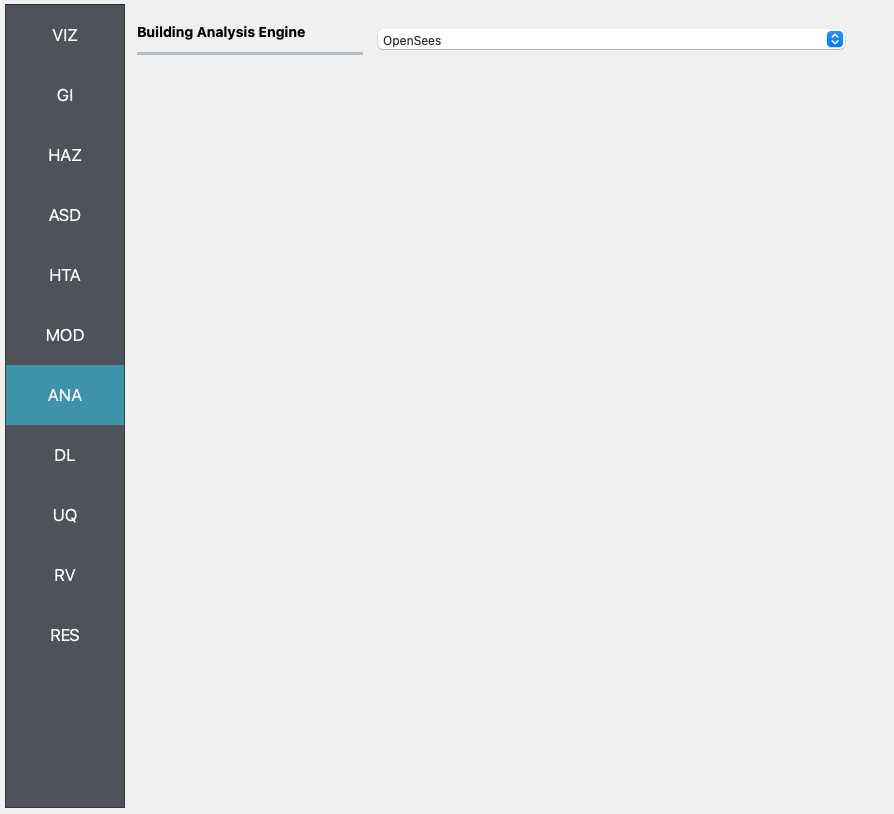 VIZ
GI
HAZ
ASD
HTA
MOD
ANA
DL
UQ
RV
RES
Building Analysis Engine
OpenSees